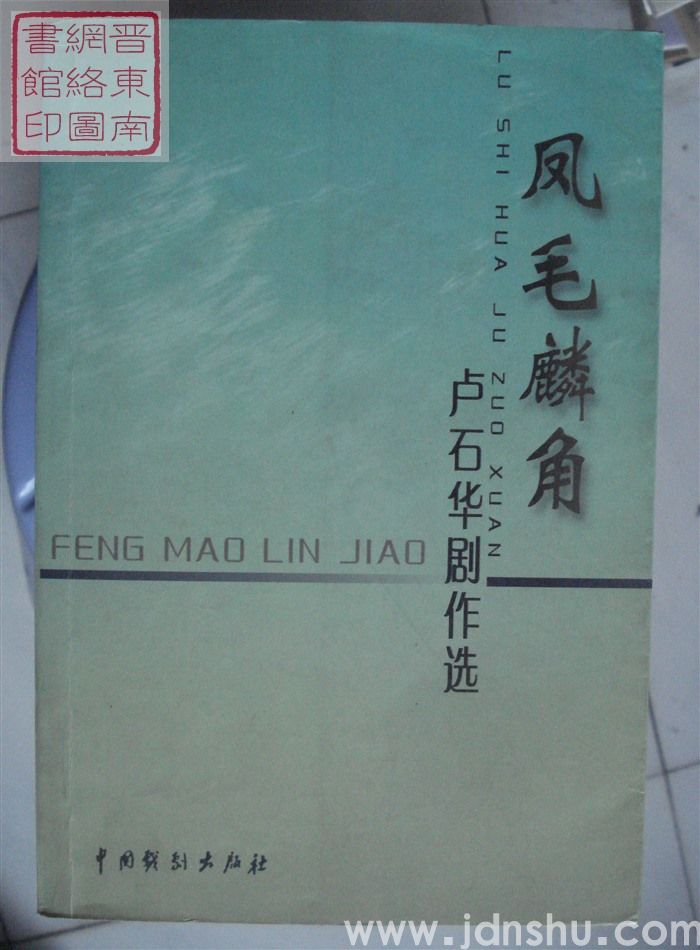 晋東南
網絡圖
書館印
凤毛麟角
LU SHI HUA JU ZUO XUAN
卢石华剧作选
FENG MAO LIN JIAO
中国戏剧出版社
www.jdnshu.com